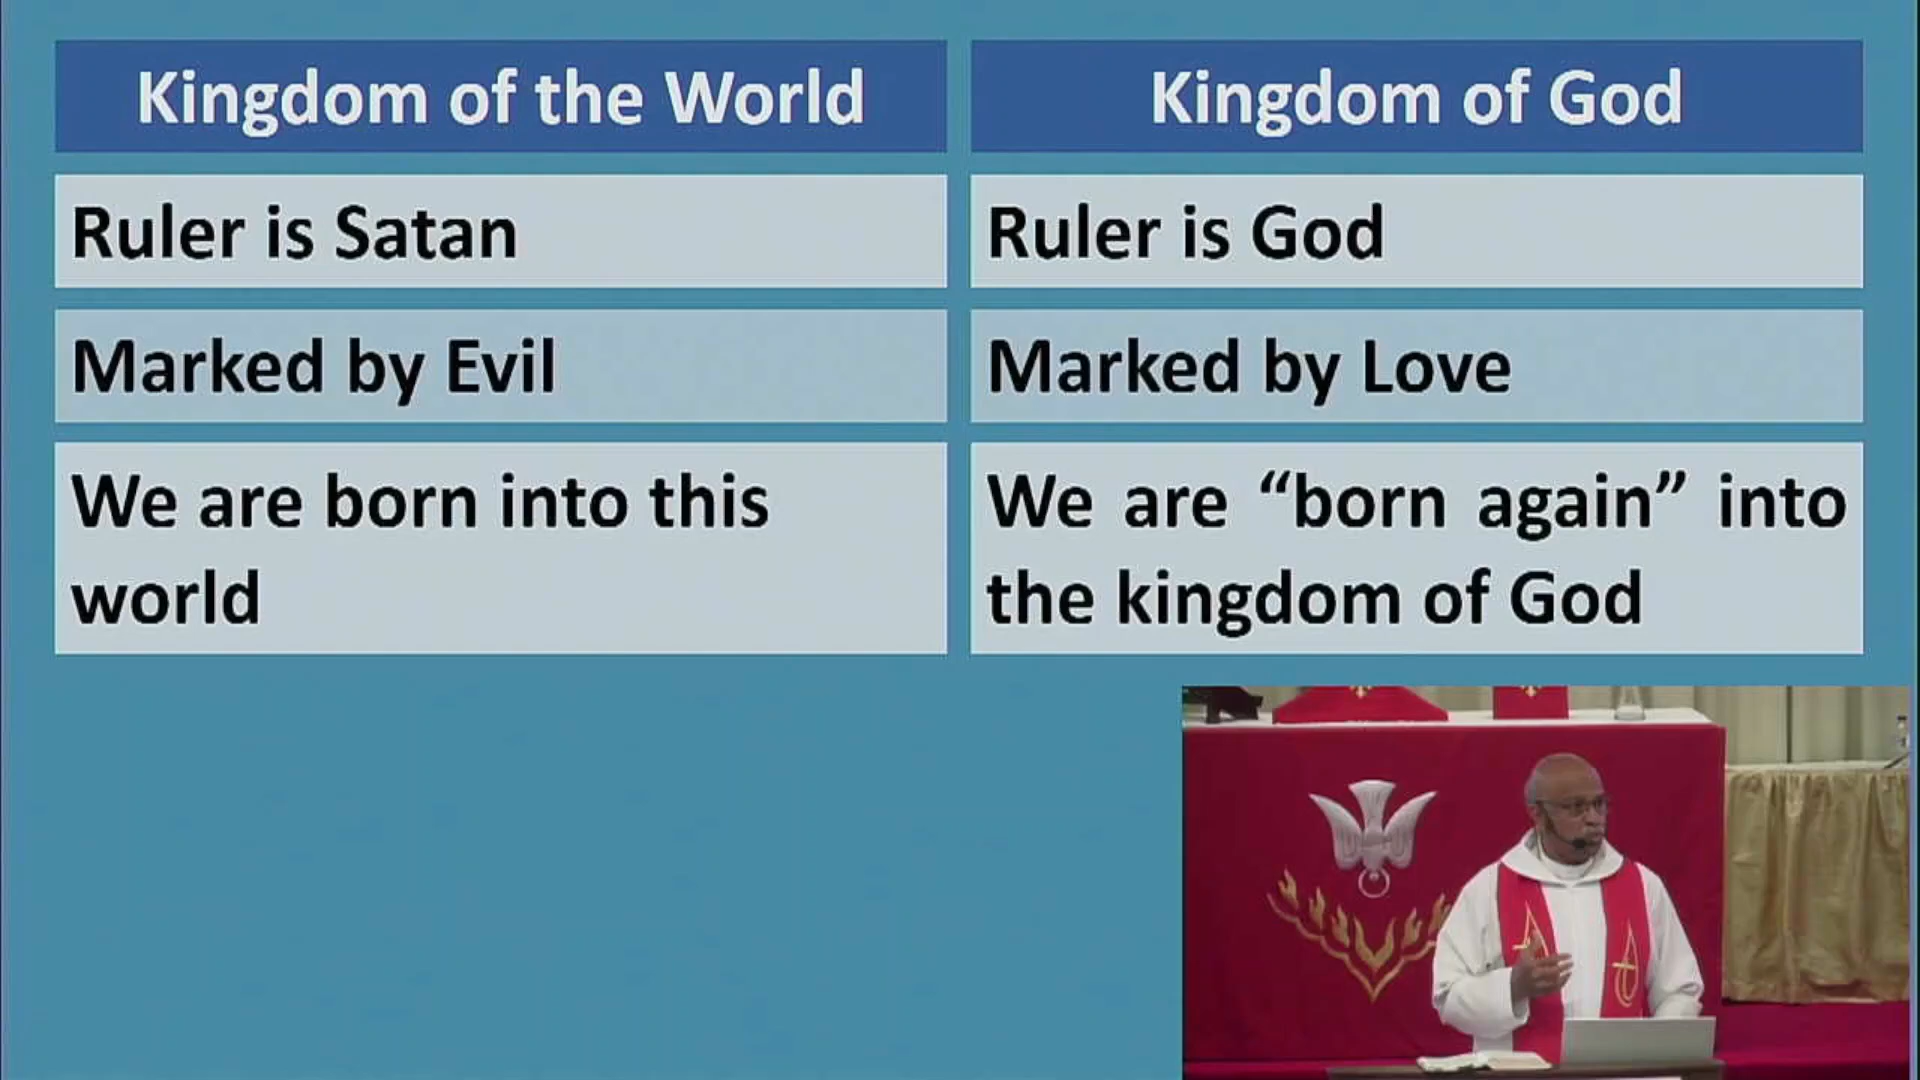 Kingdom of the World
Kingdom of God
Ruler is Satan
Ruler is God
Marked by Evil
Marked by Love
We are born into this
world
We are “born again” into
the kingdom of God